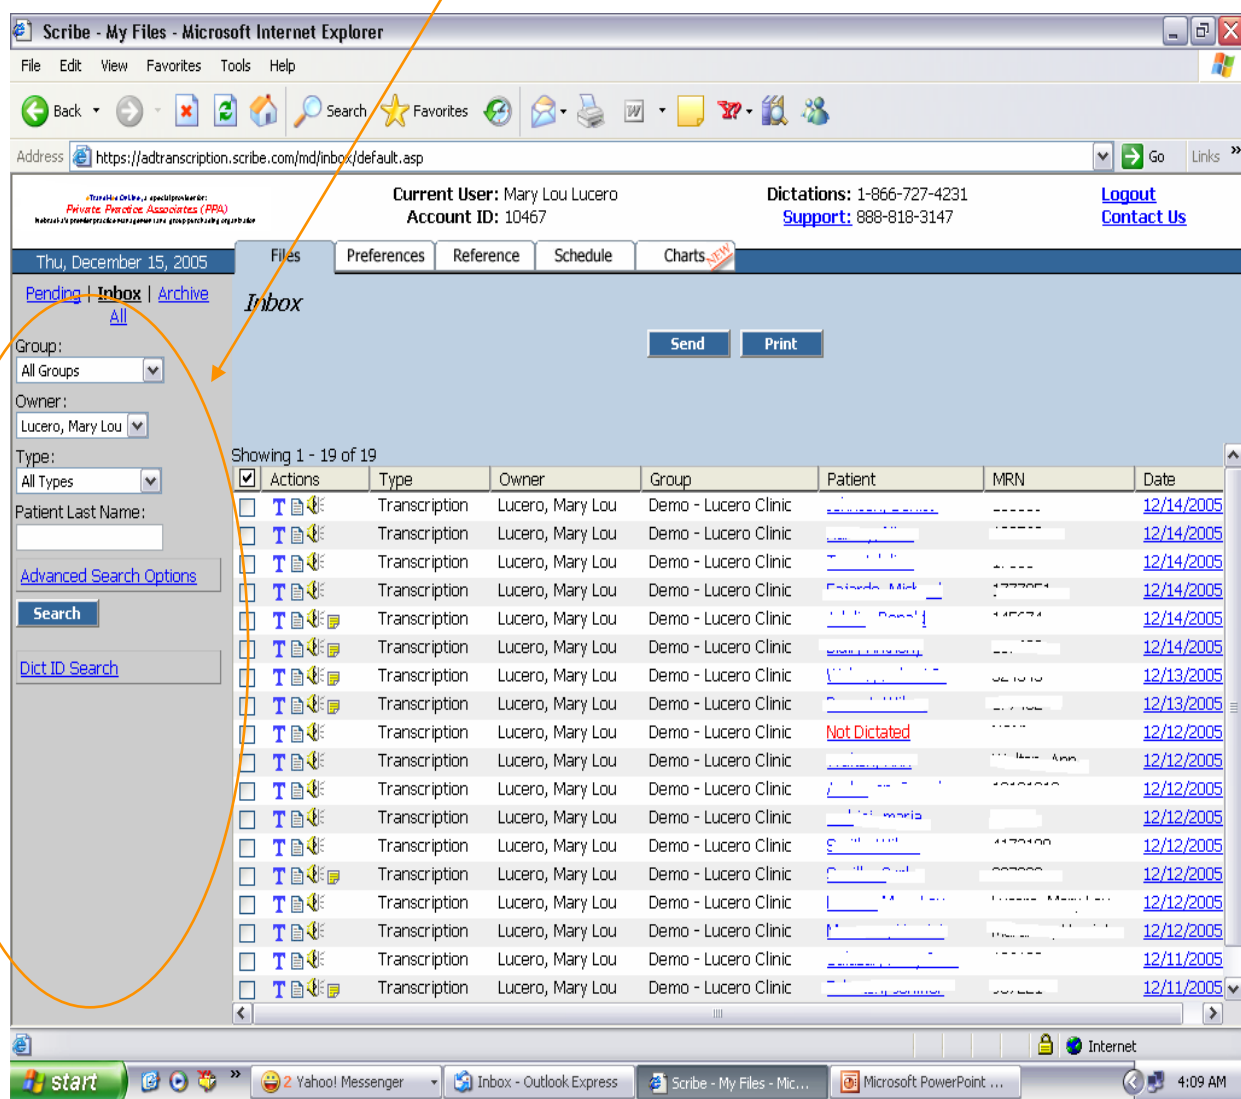 Scribe - My Files - Microsoft Internet Explorer
File Edit View Favorites Tools Help
Back Search Favorites
Address https://adtranscription.scribe.com/md/inbox/default.asp Go Links »
Private Practice Associates (PPA)
Current User: Mary Lou Lucero
Account ID: 10467
Dictations: 1-866-727-4231
Support: 888-818-3147
Logout
Contact Us
Thu, December 15, 2005
Files Preferences Reference Schedule Charts NEW
Pending | Inbox | Archive
All
Inbox
Send Print
Group:
All Groups
Owner:
Lucero, Mary Lou
Type:
All Types
Patient Last Name:
Advanced Search Options
Search
Dict ID Search
Showing 1 - 19 of 19
Actions Type Owner Group Patient MRN Date
T Transcription Lucero, Mary Lou Demo - Lucero Clinic 12/14/2005
T Transcription Lucero, Mary Lou Demo - Lucero Clinic 12/14/2005
T Transcription Lucero, Mary Lou Demo - Lucero Clinic 12/14/2005
T Transcription Lucero, Mary Lou Demo - Lucero Clinic 12/14/2005
T Transcription Lucero, Mary Lou Demo - Lucero Clinic 12/14/2005
T Transcription Lucero, Mary Lou Demo - Lucero Clinic 12/14/2005
T Transcription Lucero, Mary Lou Demo - Lucero Clinic 12/13/2005
T Transcription Lucero, Mary Lou Demo - Lucero Clinic 12/13/2005
T Transcription Lucero, Mary Lou Demo - Lucero Clinic Not Dictated 12/12/2005
T Transcription Lucero, Mary Lou Demo - Lucero Clinic 12/12/2005
T Transcription Lucero, Mary Lou Demo - Lucero Clinic 12/12/2005
T Transcription Lucero, Mary Lou Demo - Lucero Clinic 12/12/2005
T Transcription Lucero, Mary Lou Demo - Lucero Clinic 12/12/2005
T Transcription Lucero, Mary Lou Demo - Lucero Clinic 12/12/2005
T Transcription Lucero, Mary Lou Demo - Lucero Clinic 12/12/2005
T Transcription Lucero, Mary Lou Demo - Lucero Clinic 12/12/2005
T Transcription Lucero, Mary Lou Demo - Lucero Clinic 12/11/2005
T Transcription Lucero, Mary Lou Demo - Lucero Clinic 12/11/2005
Internet
start » 2 Yahoo! Messenger Inbox - Outlook Express Scribe - My Files - Mic... Microsoft PowerPoint ... 4:09 AM